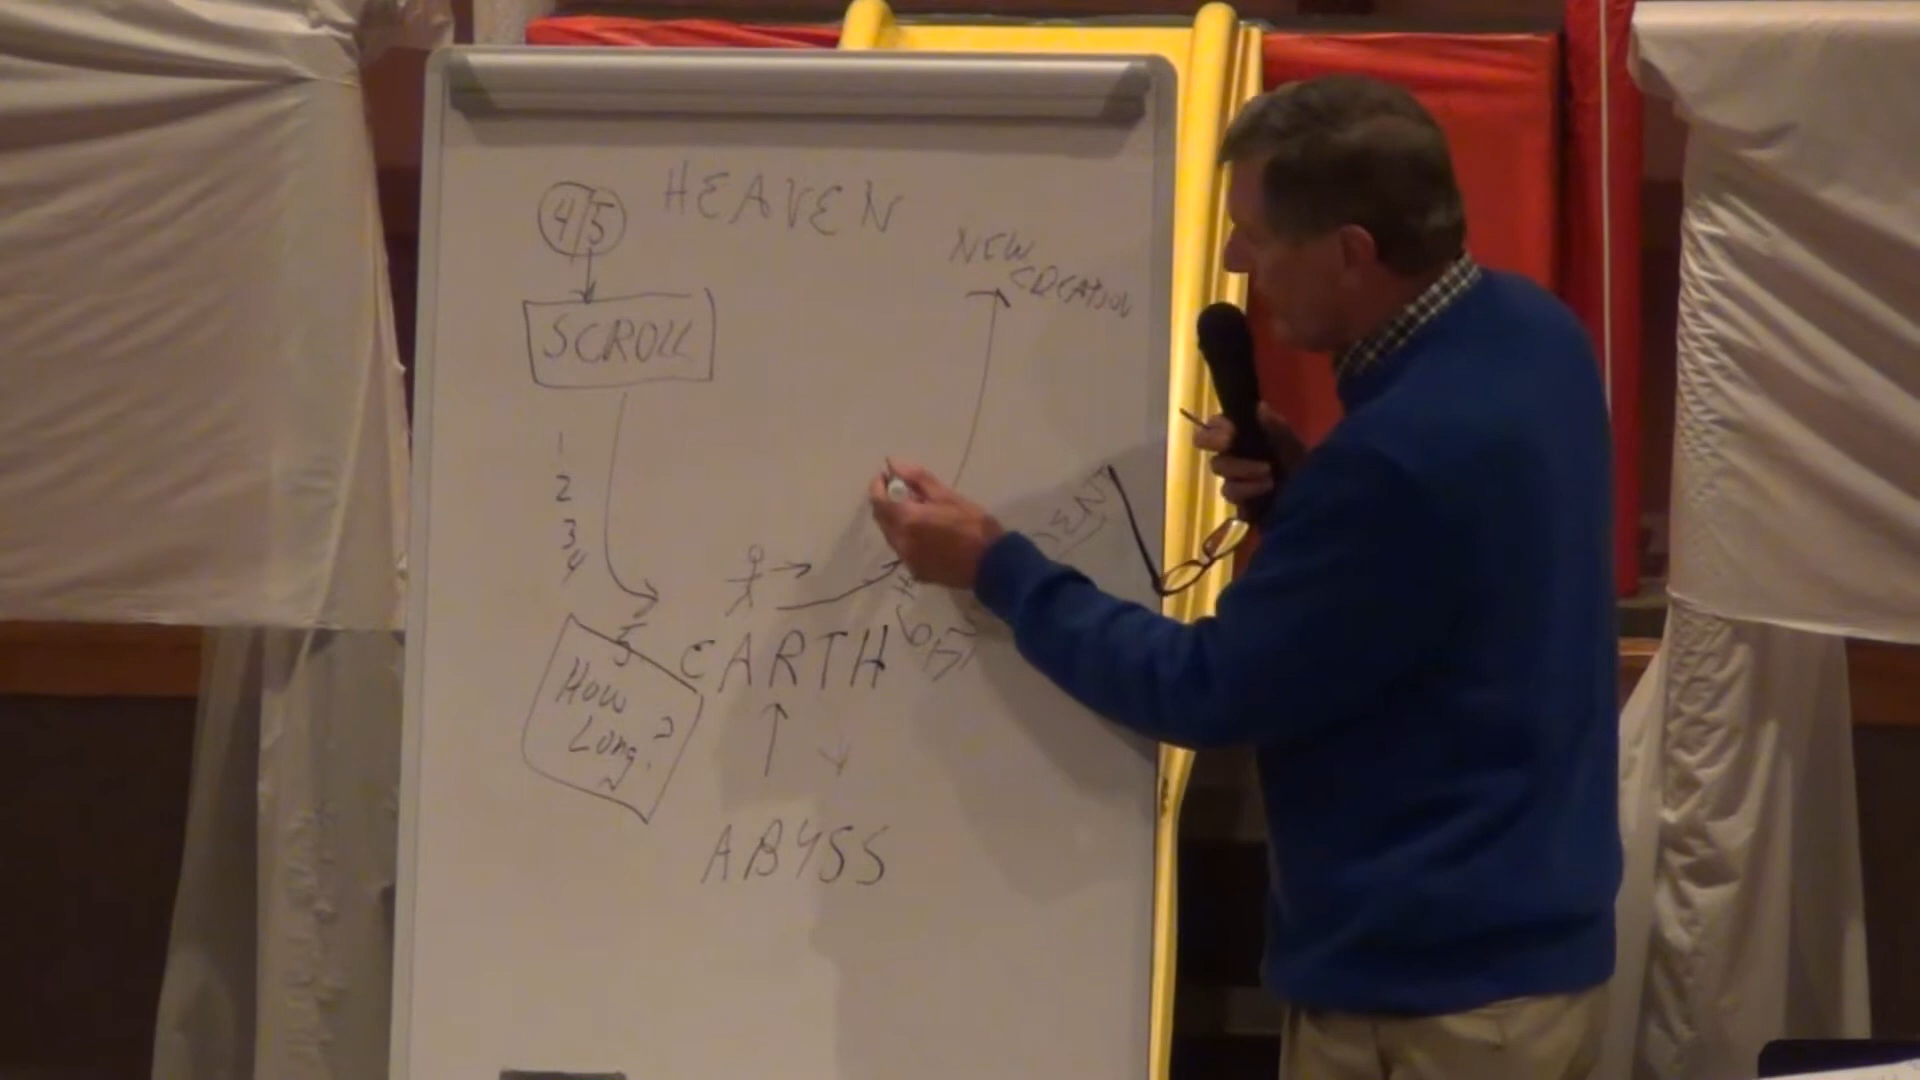 HEAVEN
4/5
NEW
CREATION
SCROLL
1
2
3
4
5
EARTH
How
Long?
ABYSS